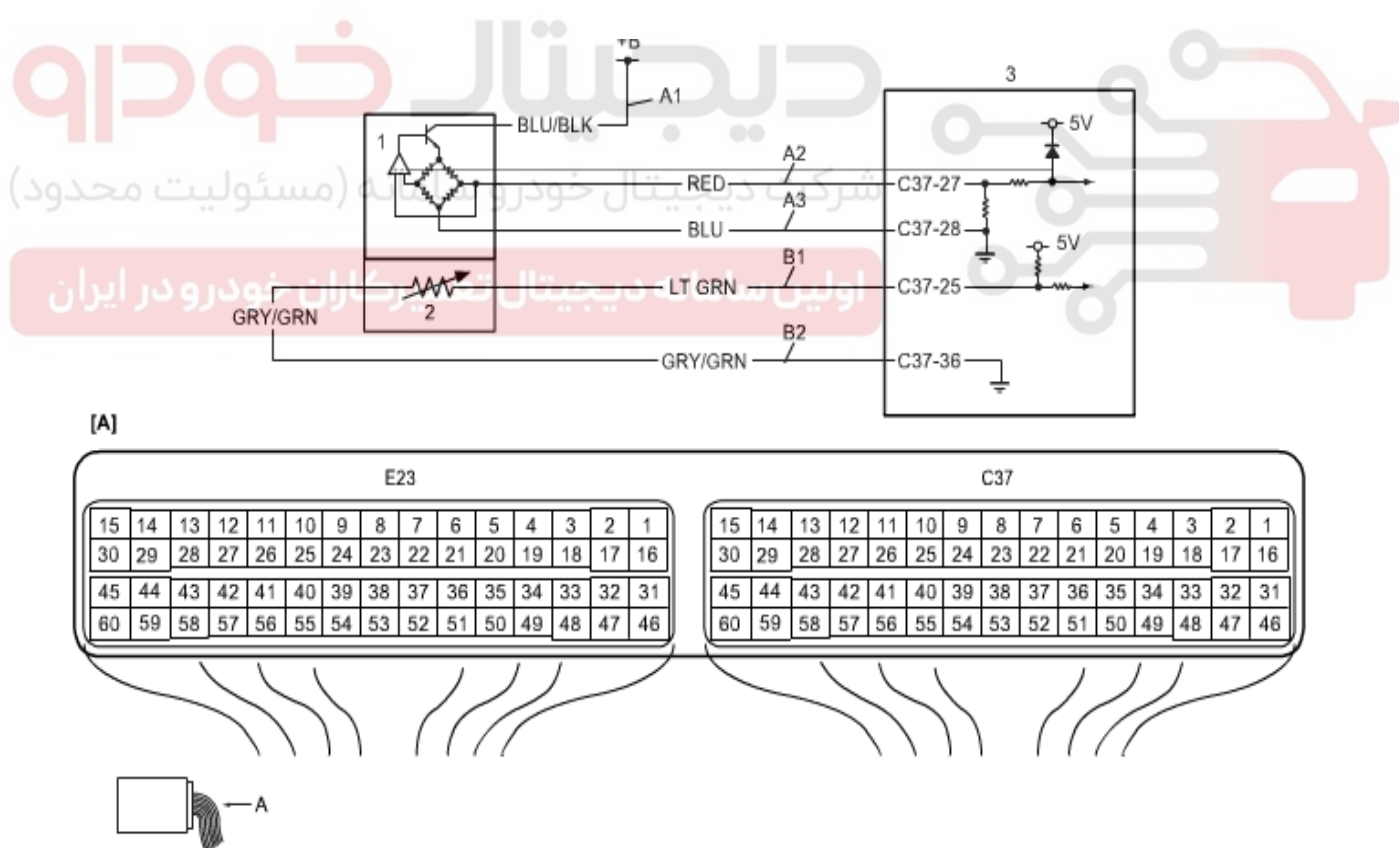 دیجیتال خودرو
شرکت دیجیتال خودرو سامانه (مسئولیت محدود)
اولین سامانه دیجیتال تعمیرکاران خودرو در ایران
+B
A1
3
BLU/BLK
5V
1
A2
RED
C37-27
A3
BLU
C37-28
5V
B1
LT GRN
C37-25
2
GRY/GRN
B2
GRY/GRN
C37-36
[A]
E23
15 14 13 12 11 10 9 8 7 6 5 4 3 2 1
30 29 28 27 26 25 24 23 22 21 20 19 18 17 16
45 44 43 42 41 40 39 38 37 36 35 34 33 32 31
60 59 58 57 56 55 54 53 52 51 50 49 48 47 46
C37
15 14 13 12 11 10 9 8 7 6 5 4 3 2 1
30 29 28 27 26 25 24 23 22 21 20 19 18 17 16
45 44 43 42 41 40 39 38 37 36 35 34 33 32 31
60 59 58 57 56 55 54 53 52 51 50 49 48 47 46
A